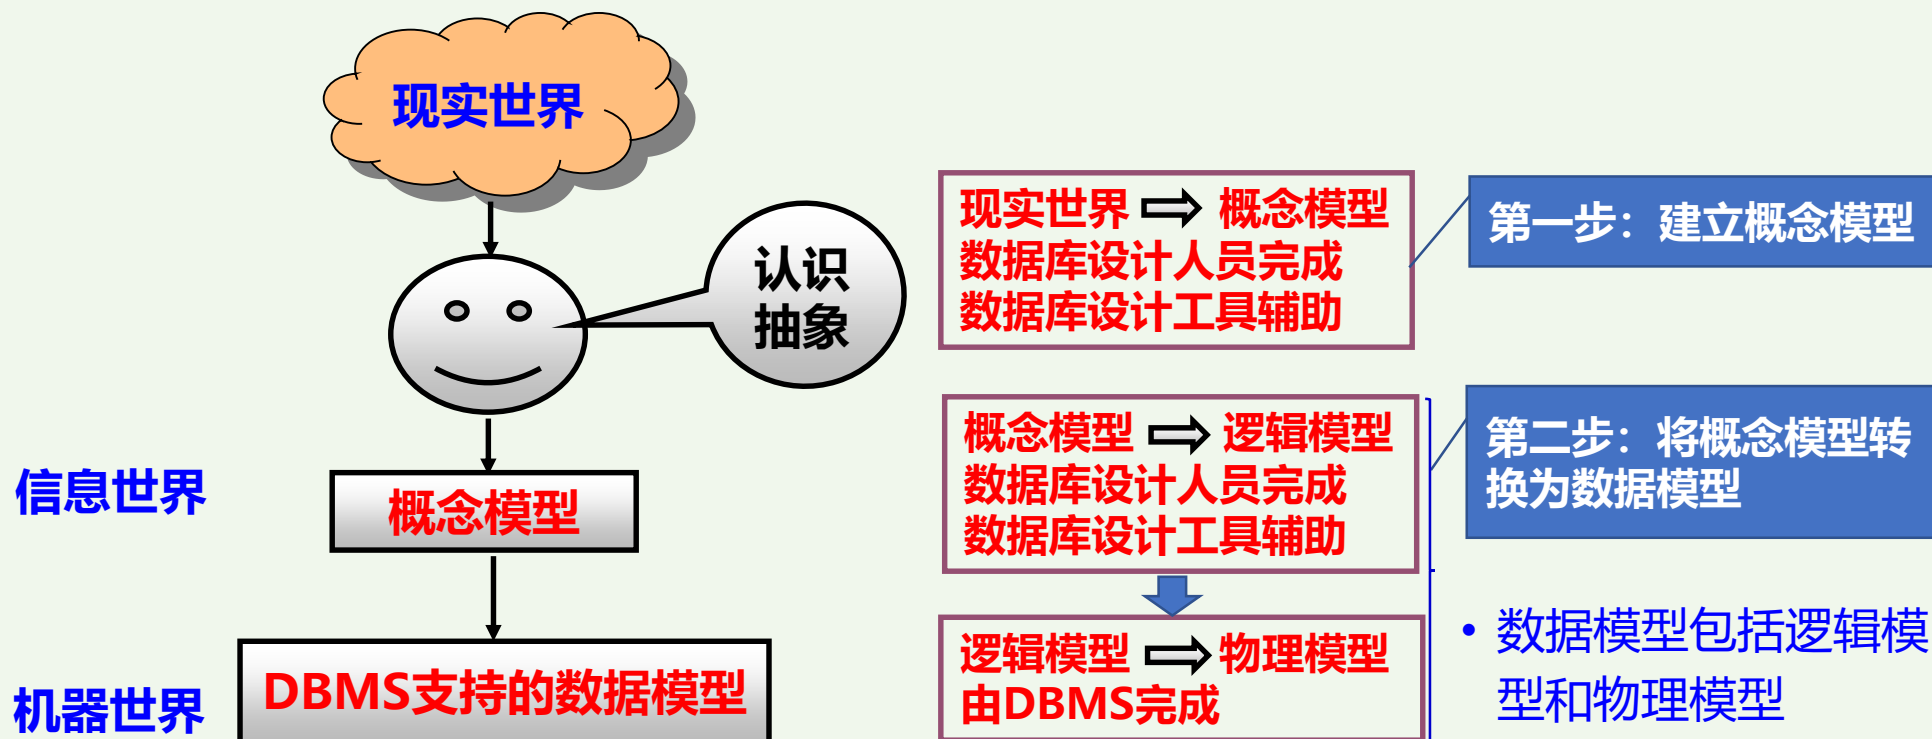 现实世界
认识
抽象
信息世界
概念模型
机器世界
DBMS支持的数据模型
现实世界 ⇨ 概念模型
数据库设计人员完成
数据库设计工具辅助
第一步：建立概念模型
概念模型 ⇨ 逻辑模型
数据库设计人员完成
数据库设计工具辅助
第二步：将概念模型转
换为数据模型
逻辑模型 ⇨ 物理模型
由DBMS完成
• 数据模型包括逻辑模
型和物理模型